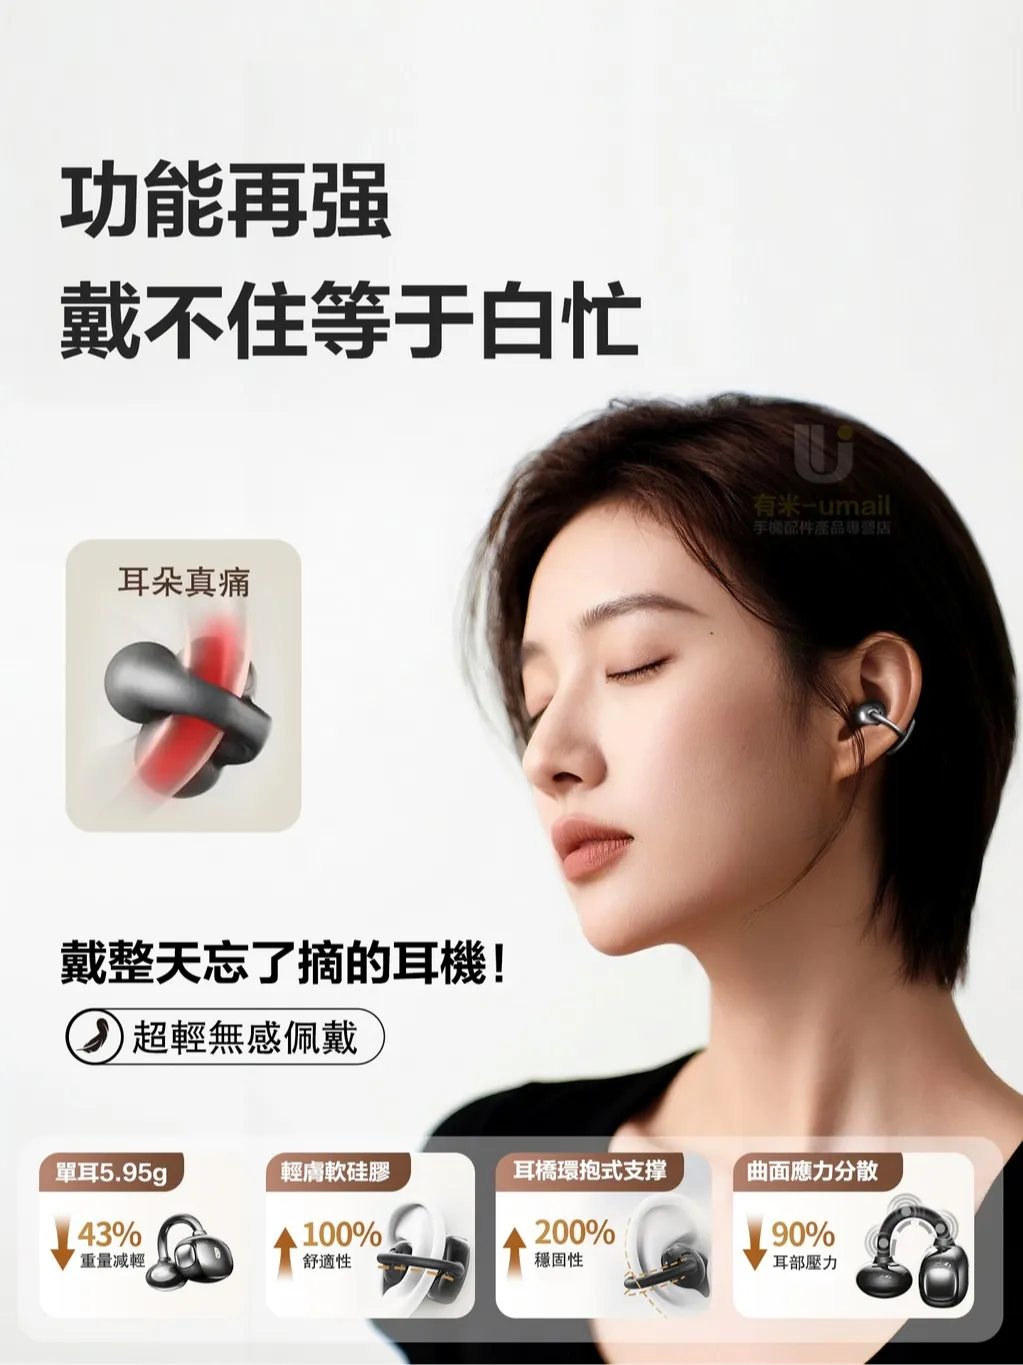 功能再强
戴不住等于白忙
有米-umail
手機配件產品專營店
耳朵真痛
戴整天忘了摘的耳機!
超輕無感佩戴
單耳5.95g
43%
重量減輕
輕膚軟硅膠
100%
舒適性
耳橋環抱式支撐
200%
穩固性
曲面應力分散
90%
耳部壓力